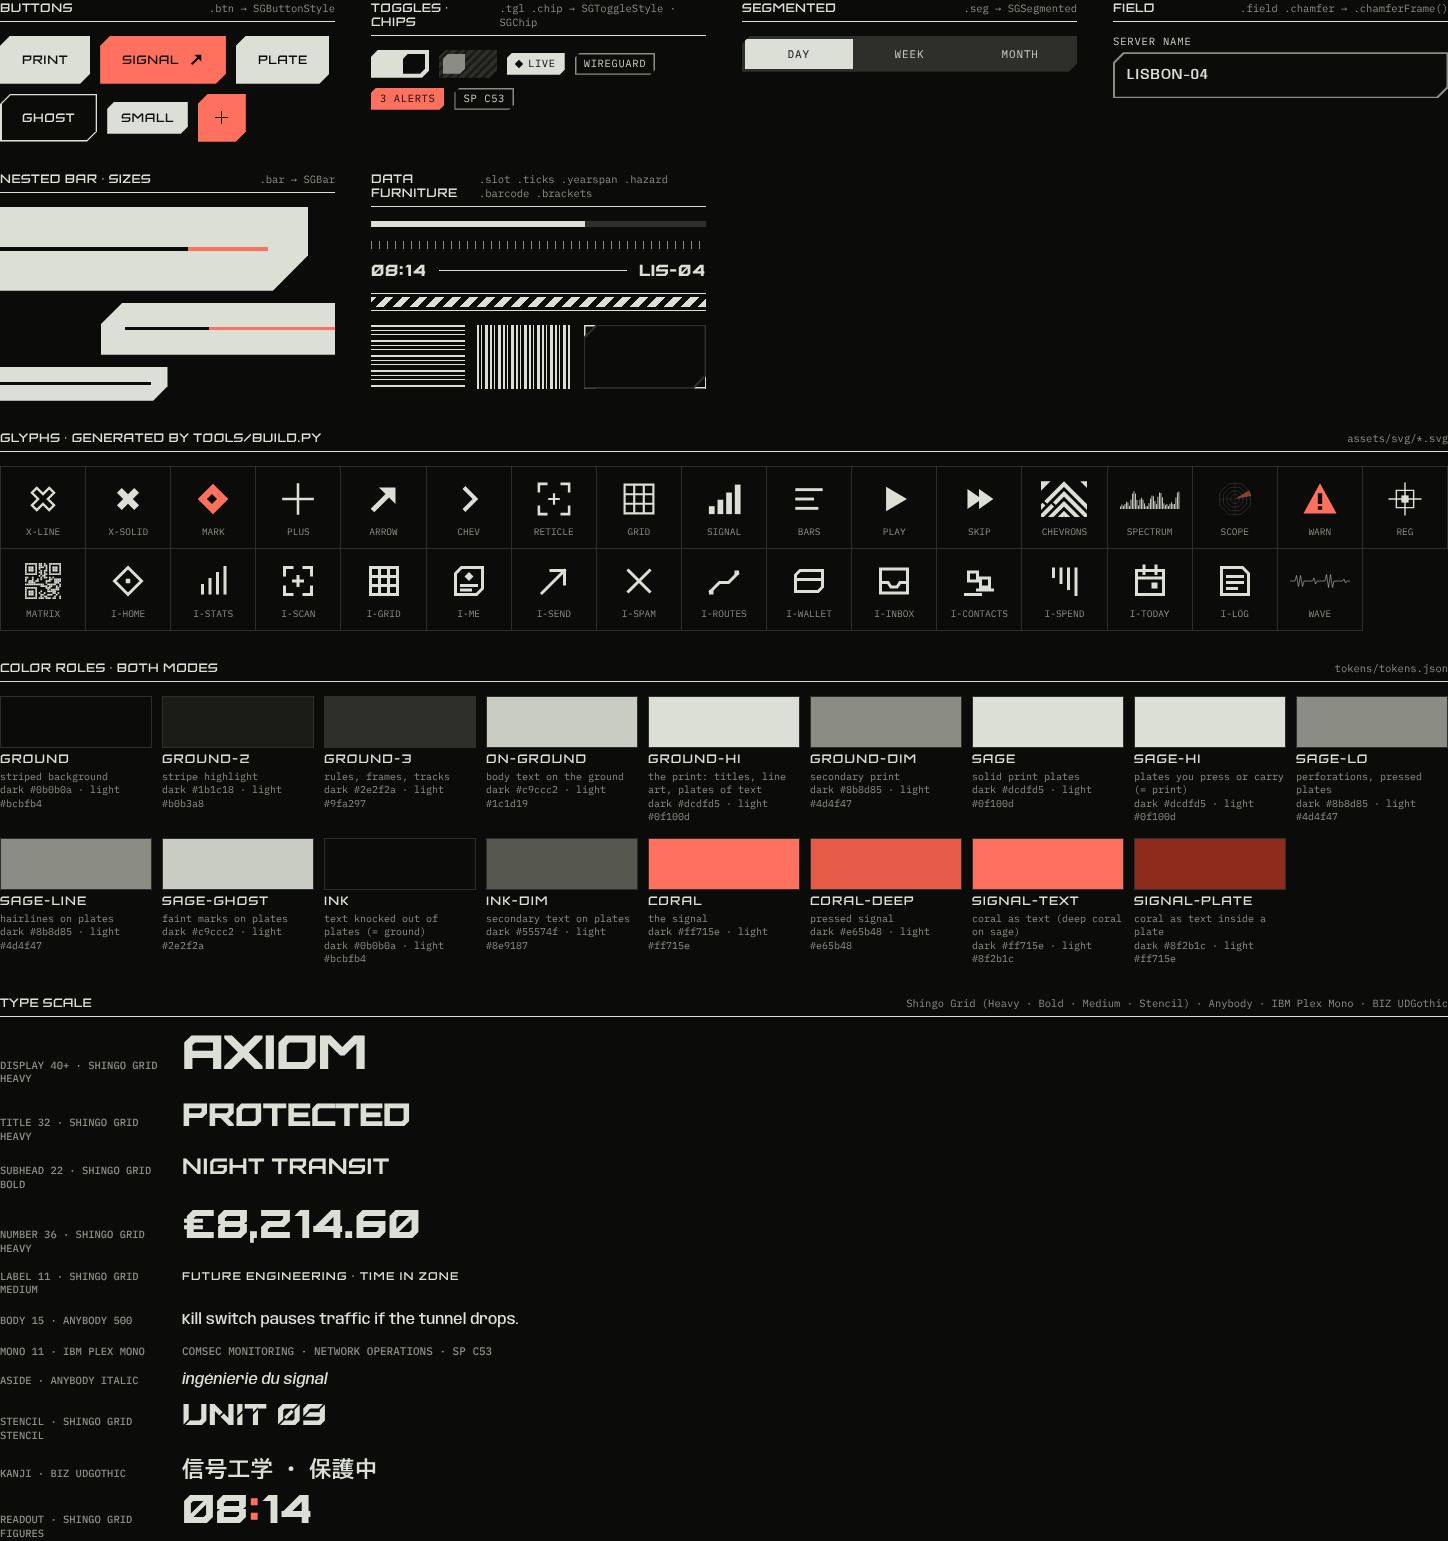 BUTTONS
.btn → SGButtonStyle
PRINT
SIGNAL ↗
PLATE
GHOST
SMALL
+
TOGGLES ·
CHIPS
.tgl .chip → SGToggleStyle ·
SGChip
◆ LIVE
WIREGUARD
3 ALERTS
SP C53
SEGMENTED
.seg → SGSegmented
DAY
WEEK
MONTH
FIELD
.field .chamfer → .chamferFrame()
SERVER NAME
LISBON-04
NESTED BAR · SIZES
.bar → SGBar
DATA
FURNITURE
.slot .ticks .yearspan .hazard
.barcode .brackets
08:14
LIS-04
GLYPHS · GENERATED BY TOOLS/BUILD.PY
assets/svg/*.svg
X-LINE
X-SOLID
MARK
PLUS
ARROW
CHEV
RETICLE
GRID
SIGNAL
BARS
PLAY
SKIP
CHEVRONS
SPECTRUM
SCOPE
WARN
REG
MATRIX
I-HOME
I-STATS
I-SCAN
I-GRID
I-ME
I-SEND
I-SPAM
I-ROUTES
I-WALLET
I-INBOX
I-CONTACTS
I-SPEND
I-TODAY
I-LOG
WAVE
COLOR ROLES · BOTH MODES
tokens/tokens.json
GROUND
striped background
dark #0b0b0a · light
#bcbfb4
GROUND-2
stripe highlight
dark #1b1c18 · light
#b0b3a8
GROUND-3
rules, frames, tracks
dark #2e2f2a · light
#9fa297
ON-GROUND
body text on the ground
dark #c9ccc2 · light
#1c1d19
GROUND-HI
the print: titles, line
art, plates of text
dark #dcdfd5 · light
#0f100d
GROUND-DIM
secondary print
dark #8b8d85 · light
#4d4f47
SAGE
solid print plates
dark #dcdfd5 · light
#0f100d
SAGE-HI
plates you press or carry
(= print)
dark #dcdfd5 · light
#0f100d
SAGE-LO
perforations, pressed
plates
dark #8b8d85 · light
#4d4f47
SAGE-LINE
hairlines on plates
dark #8b8d85 · light
#4d4f47
SAGE-GHOST
faint marks on plates
dark #c9ccc2 · light
#2e2f2a
INK
text knocked out of
plates (= ground)
dark #0b0b0a · light
#bcbfb4
INK-DIM
secondary text on plates
dark #55574f · light
#8e9187
CORAL
the signal
dark #ff715e · light
#ff715e
CORAL-DEEP
pressed signal
dark #e65b48 · light
#e65b48
SIGNAL-TEXT
coral as text (deep coral
on sage)
dark #ff715e · light
#8f2b1c
SIGNAL-PLATE
coral as text inside a
plate
dark #8f2b1c · light
#ff715e
TYPE SCALE
Shingo Grid (Heavy · Bold · Medium · Stencil) · Anybody · IBM Plex Mono · BIZ UDGothic
DISPLAY 40+ · SHINGO GRID
HEAVY
AXIOM
TITLE 32 · SHINGO GRID
HEAVY
PROTECTED
SUBHEAD 22 · SHINGO GRID
BOLD
NIGHT TRANSIT
NUMBER 36 · SHINGO GRID
HEAVY
€8,214.60
LABEL 11 · SHINGO GRID
MEDIUM
FUTURE ENGINEERING · TIME IN ZONE
BODY 15 · ANYBODY 500
Kill switch pauses traffic if the tunnel drops.
MONO 11 · IBM PLEX MONO
COMSEC MONITORING · NETWORK OPERATIONS · SP C53
ASIDE · ANYBODY ITALIC
ingénierie du signal
STENCIL · SHINGO GRID
STENCIL
UNIT 09
KANJI · BIZ UDGOTHIC
信号工学 ・ 保護中
READOUT · SHINGO GRID
FIGURES
08:14